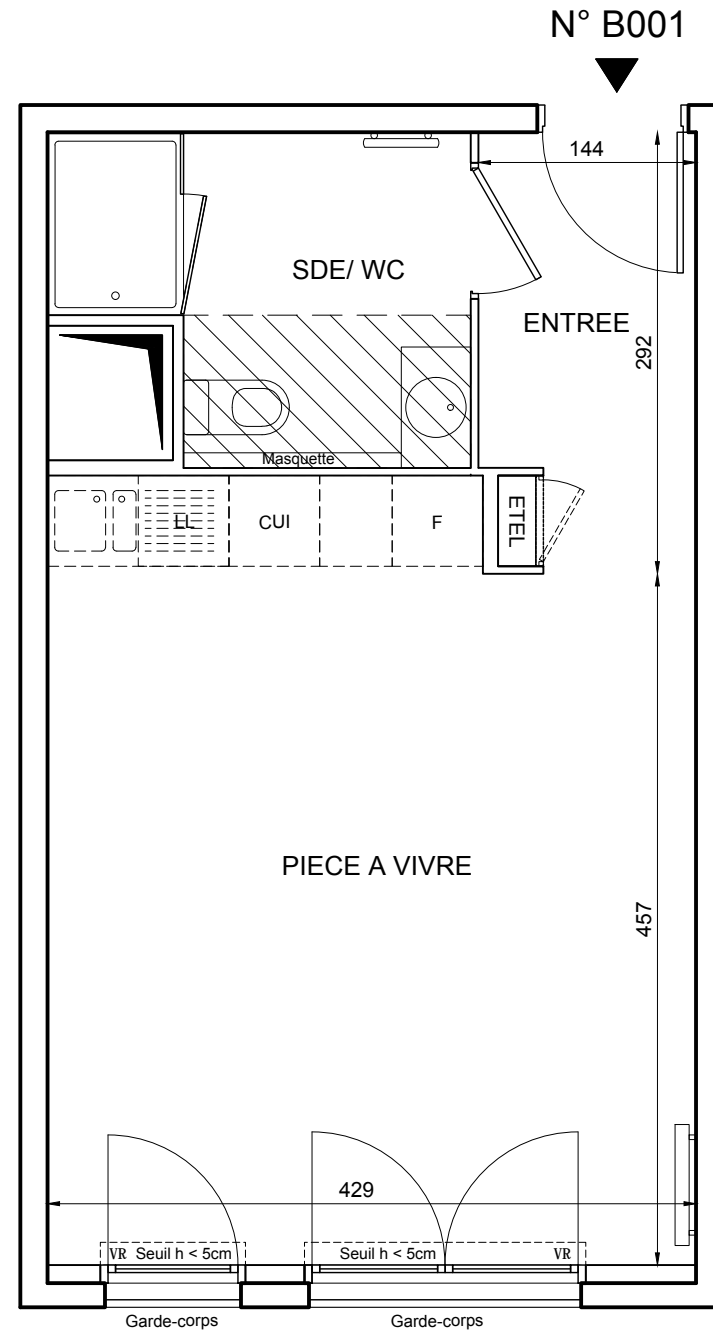 N° B001
144
SDE/ WC
ENTREE
292
Masquette
LL
CUI
F
ETEL
PIECE A VIVRE
457
429
VR Seuil h < 5cm
Seuil h < 5cm VR
Garde-corps
Garde-corps